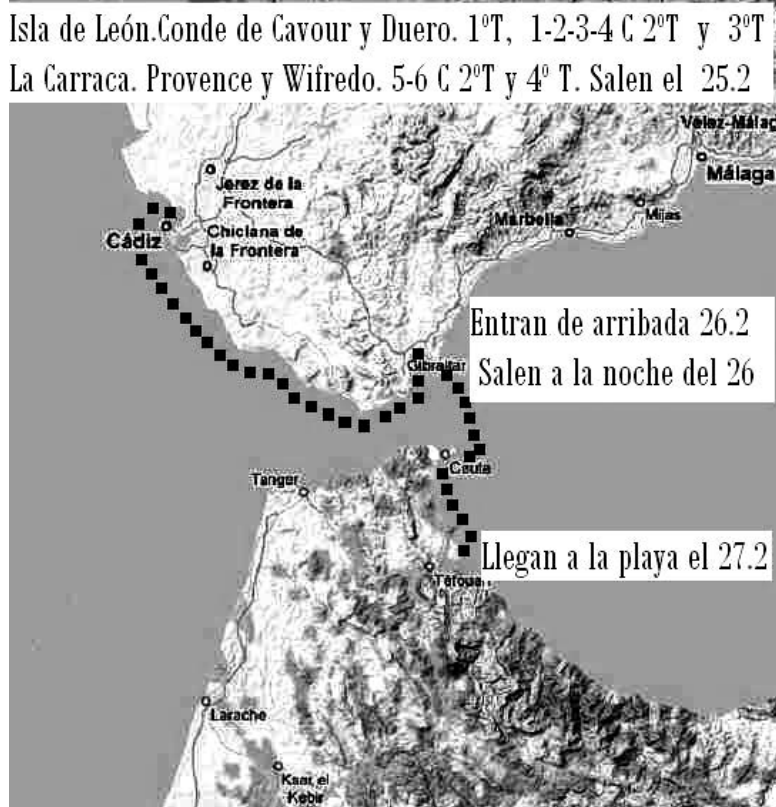 Isla de León.Conde de Cavour y Duero. 1ºT, 1-2-3-4 C 2ºT y 3ºT
La Carraca. Provence y Wifredo. 5-6 C 2ºT y 4º T. Salen el 25.2
Vélez-Málag
Málaga
Jerez de la
Frontera
Marbella
Mijas
Cádiz
Chiclana de
la Frontera
Entran de arribada 26.2
Gibraltar
Salen a la noche del 26
Ceuta
Tanger
Llegan a la playa el 27.2
Tétouan
Larache
Ksar el
Kebir